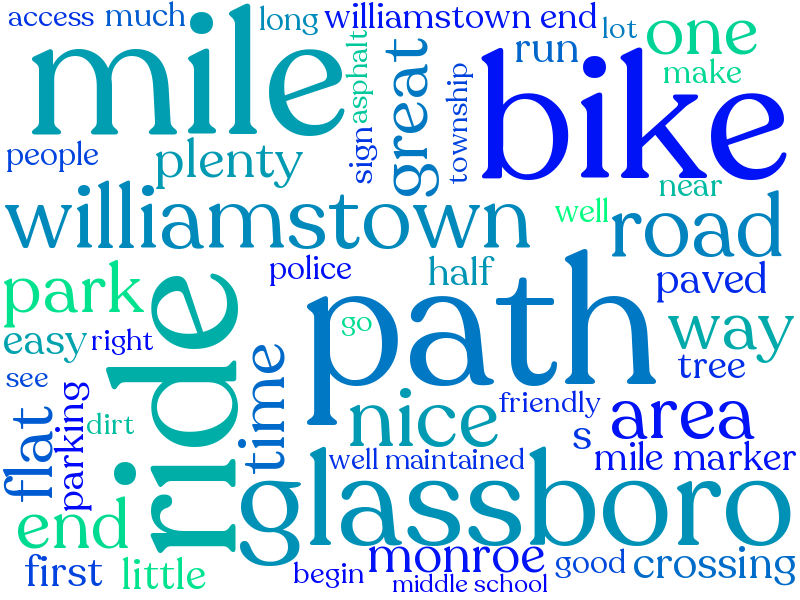 access
much
long
williamstown end
lot
one
mile
asphalt
great
run
make
bike
people
plenty
sign
township
near
williamstown
well
road
park
police
half
paved
ride
path
go
way
easy
right
tree
see
time
nice
friendly
area
flat
parking
dirt
s
well maintained
mile marker
end
glassboro
first
little
begin
monroe
middle school
good
crossing